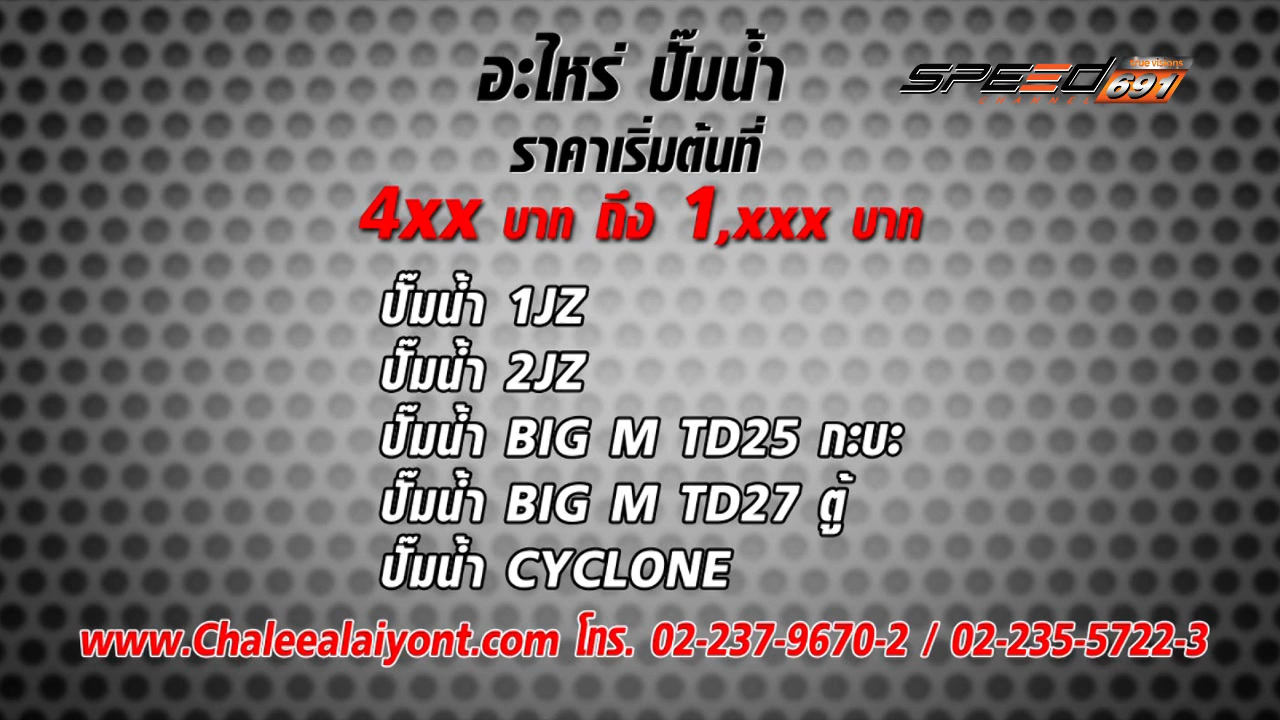 อะไหร่ ปั๊มน้ำ
SPEED true visions
CHANNEL 691
ราคาเริ่มต้นที่
4xx บาท ถึง 1,xxx บาท
ปั๊มน้ำ 1JZ
ปั๊มน้ำ 2JZ
ปั๊มน้ำ BIG M TD25 กะบะ
ปั๊มน้ำ BIG M TD27 ตู้
ปั๊มน้ำ CYCLONE
www.Chaleealaiyont.com โทร. 02-237-9670-2 / 02-235-5722-3